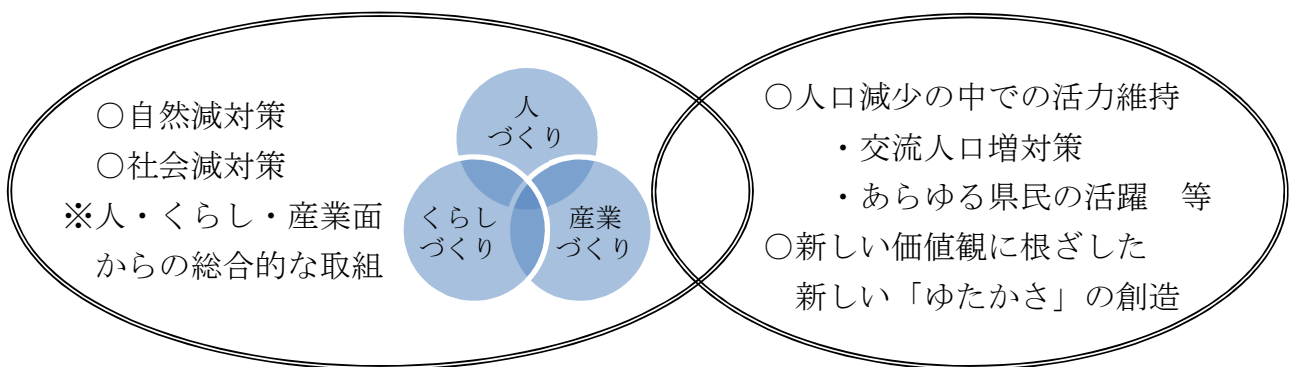 ○自然減対策
○社会減対策
※人・くらし・産業面
からの総合的な取組
人
づくり
くらし
づくり
産業
づくり
○人口減少の中での活力維持
・交流人口増対策
・あらゆる県民の活躍　等
○新しい価値観に根ざした
新しい「ゆたかさ」の創造